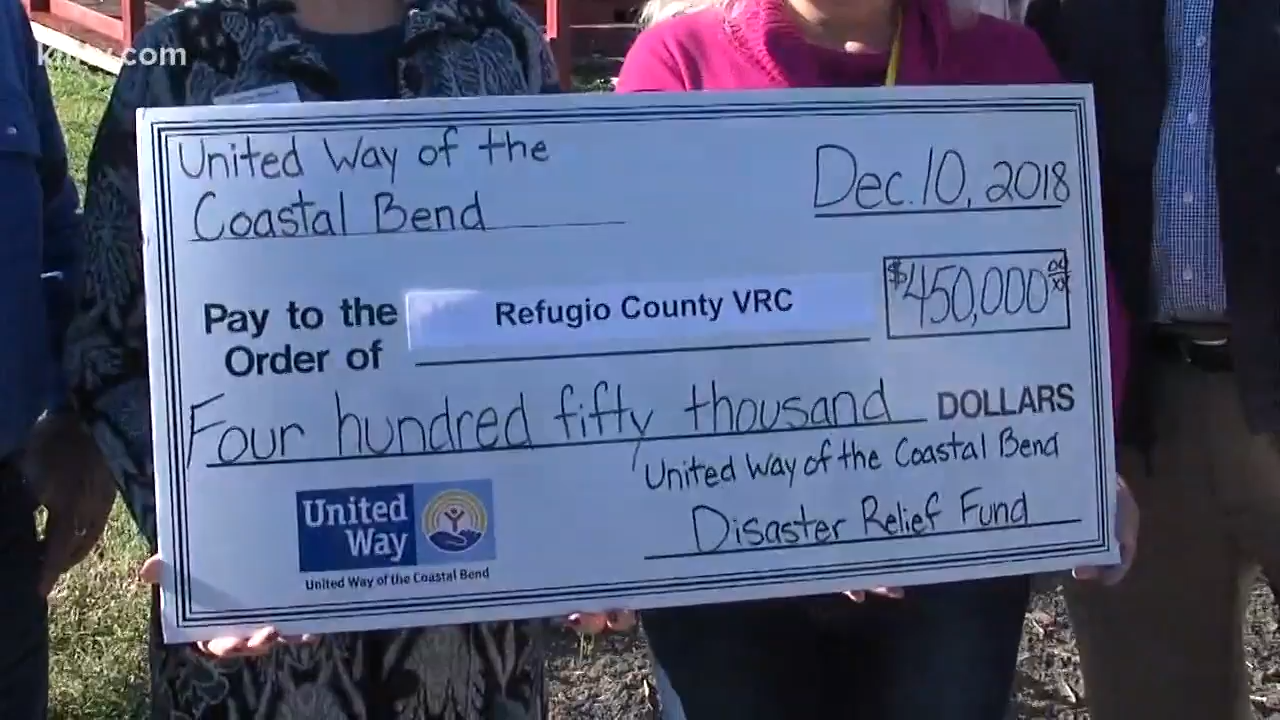 kiiitv.com
United Way of the
Coastal Bend
Dec. 10, 2018
Pay to the
Order of
Refugio County VRC
$450,000 00/xx
Four hundred fifty thousand DOLLARS
United Way of the Coastal Bend
Disaster Relief Fund
United
Way
United Way of the Coastal Bend